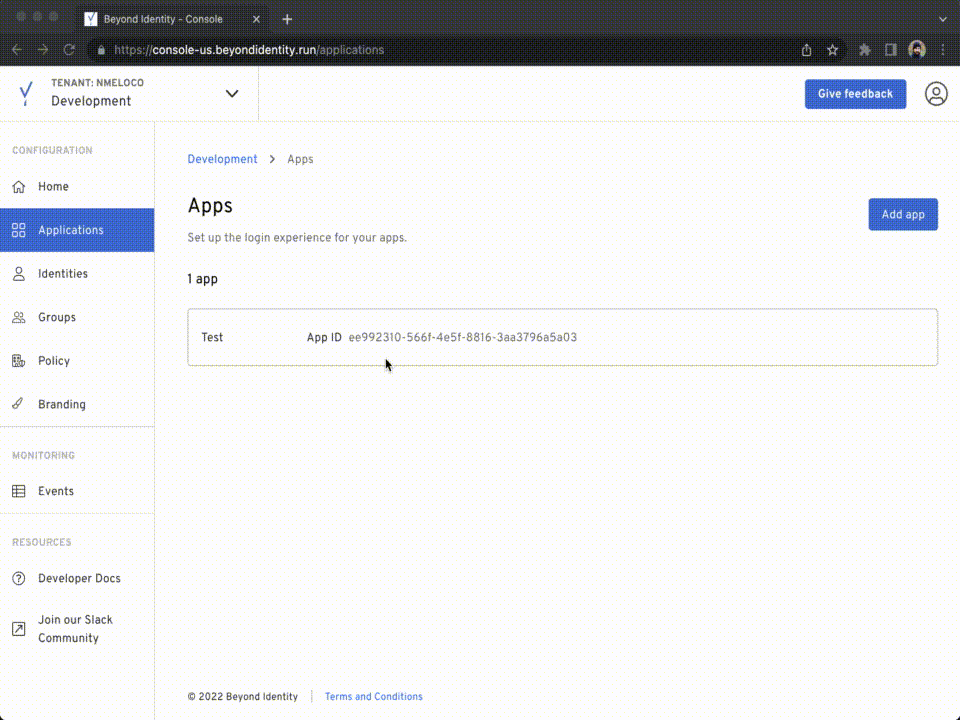 Beyond Identity - Console
https://console-us.beyondidentity.run/applications
TENANT: NMELOCO
Development
Give feedback
CONFIGURATION
Home
Applications
Identities
Groups
Policy
Branding
MONITORING
Events
RESOURCES
Developer Docs
Join our Slack
Community
Development > Apps
Apps
Add app
Set up the login experience for your apps.
1 app
Test
App ID ee992310-566f-4e5f-8816-3aa3796a5a03
© 2022 Beyond Identity
Terms and Conditions